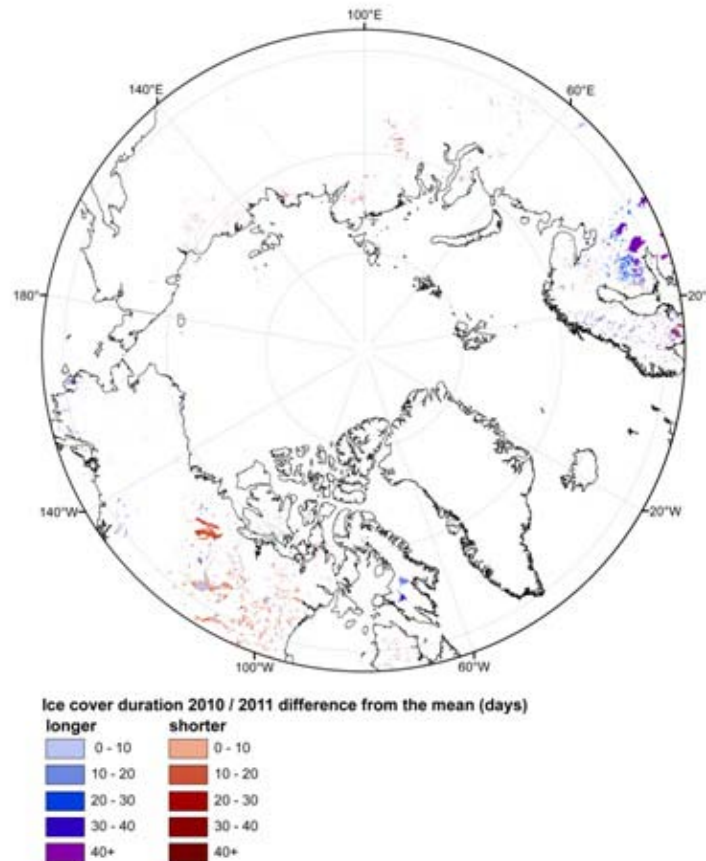 100°E
140°E
60°E
180°
20°
140°W
20°W
100°W
60°W
Ice cover duration 2010 / 2011 difference from the mean (days)
longer shorter
0 - 10 0 - 10
10 - 20 10 - 20
20 - 30 20 - 30
30 - 40 30 - 40
40+ 40+